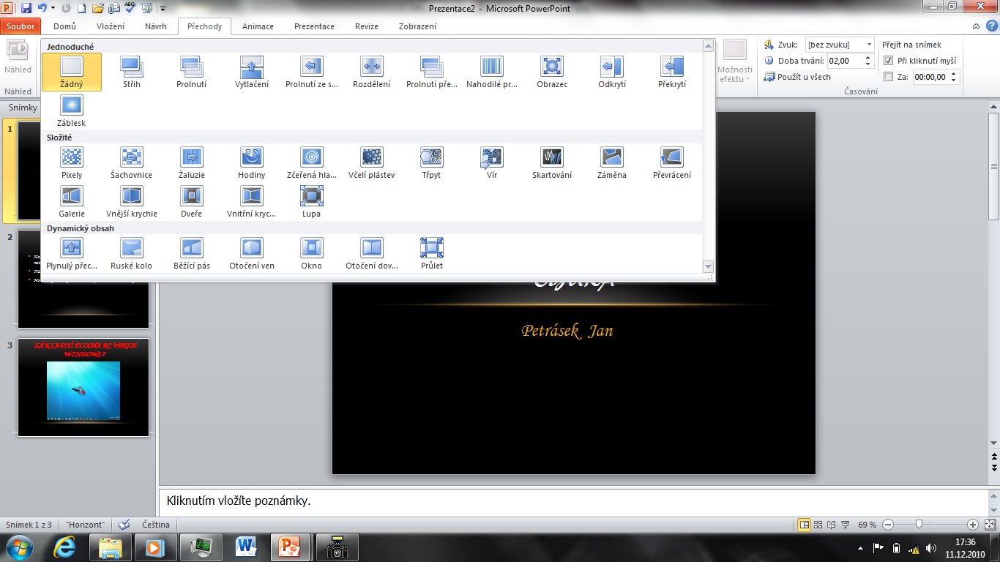 Prezentace2 - Microsoft PowerPoint
Soubor Domů Vložení Návrh Přechody Animace Prezentace Revize Zobrazení
Náhled
Náhled
Jednoduché
Žádný Střih Prolnutí Vytlačení Prolnutí ze s... Rozdělení Prolnutí pře... Nahodilé pr... Obrazec Odkrytí Překrytí
Záblesk
Složité
Pixely Šachovnice Žaluzie Hodiny Zčeřená hla... Včelí plástev Třpyt Vír Skartování Záměna Převrácení
Galerie Vnější krychle Dveře Vnitřní kryc... Lupa
Dynamický obsah
Plynulý přec... Ruské kolo Běžící pás Otočení ven Okno Otočení dov... Průlet
Možnosti
efektu
Zvuk: [bez zvuku]
Doba trvání: 02,00
Použít u všech
Přejít na snímek
Při kliknutí myší
Za: 00:00,00
Časování
Snímky
1
2
3
ZÁKLADNÍ PLOCHA
WINDOWS7
Petrásek Jan
Kliknutím vložíte poznámky.
Snímek 1 z 3 "Horizont" Čeština 69 %
17:36
11.12.2010